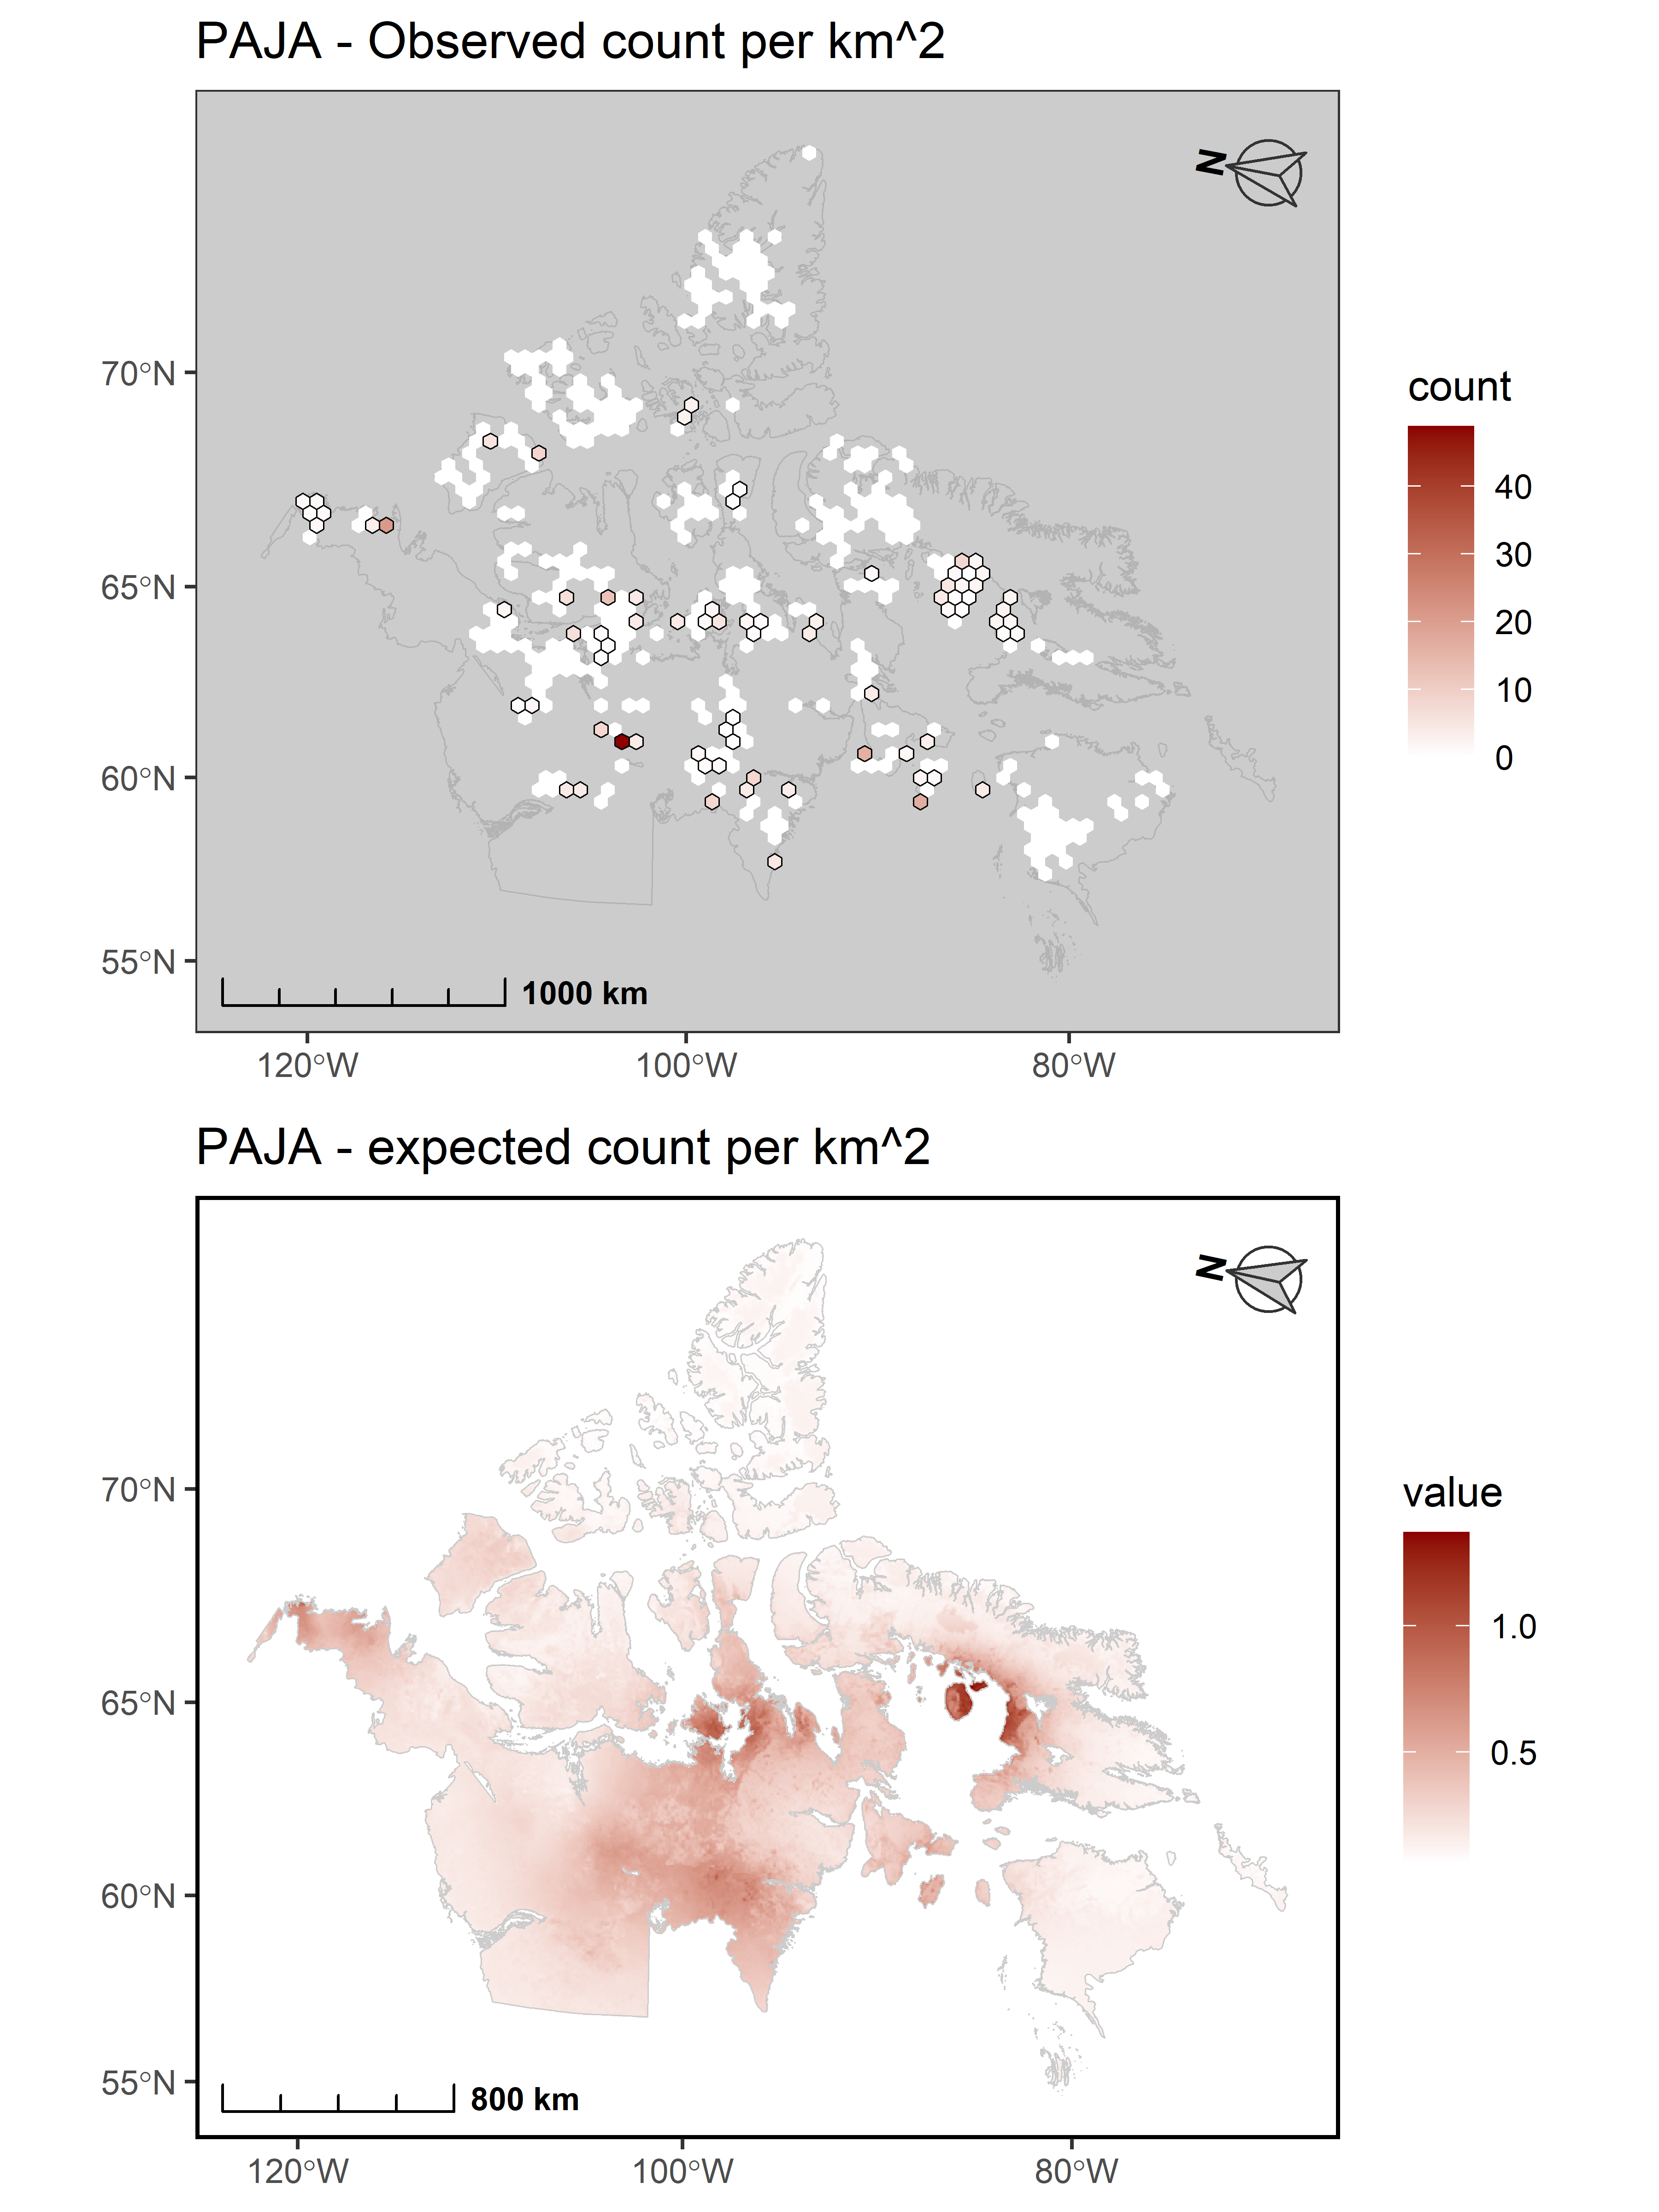 PAJA - Observed count per km^2
N
70°N
65°N
60°N
55°N
1000 km
120°W
100°W
80°W
count
40
30
20
10
0
PAJA - expected count per km^2
N
70°N
65°N
60°N
55°N
800 km
120°W
100°W
80°W
value
1.0
0.5